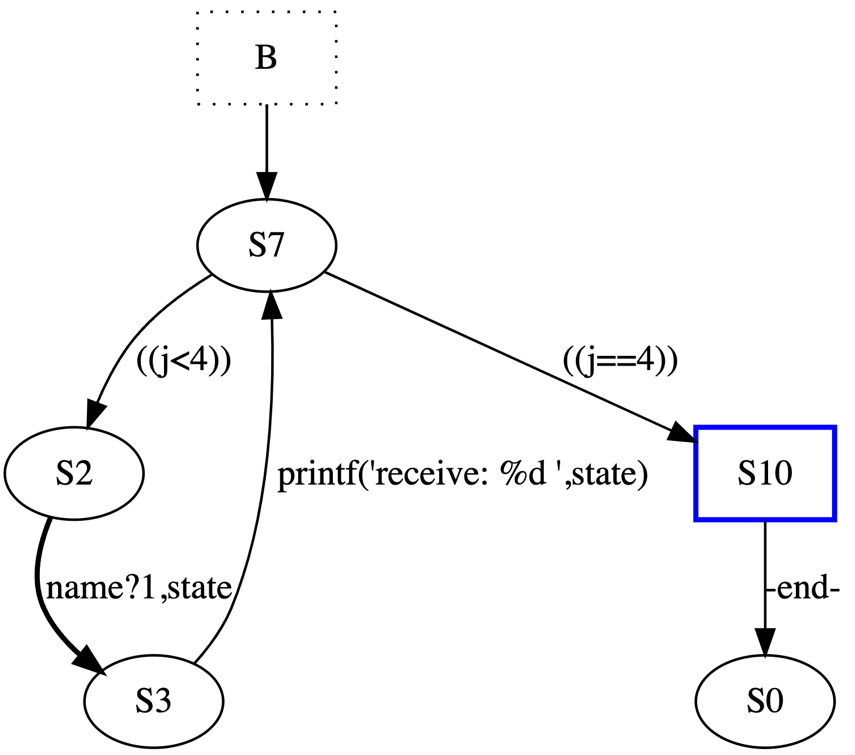 B
S7
((j<4))
((j==4))
S2
printf('receive: %d ',state)
S10
name?1,state
-end-
S3
S0